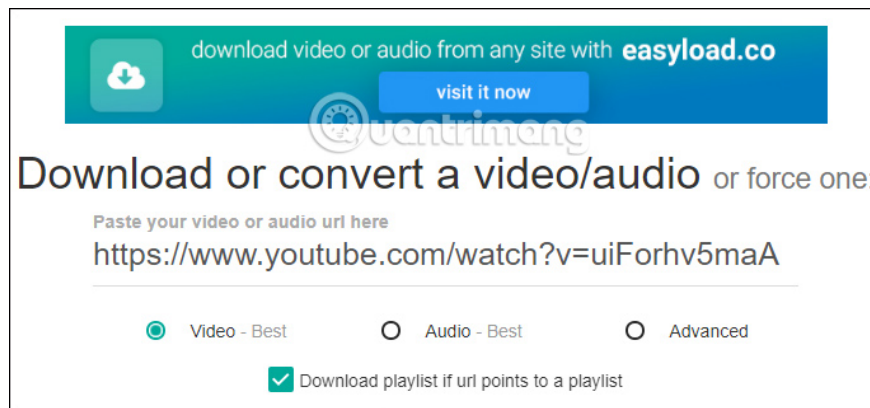 download video or audio from any site with easyload.co
visit it now
Quantrimang
Download or convert a video/audio or force one:
Paste your video or audio url here
https://www.youtube.com/watch?v=uiForhv5maA
Video - Best Audio - Best Advanced
Download playlist if url points to a playlist